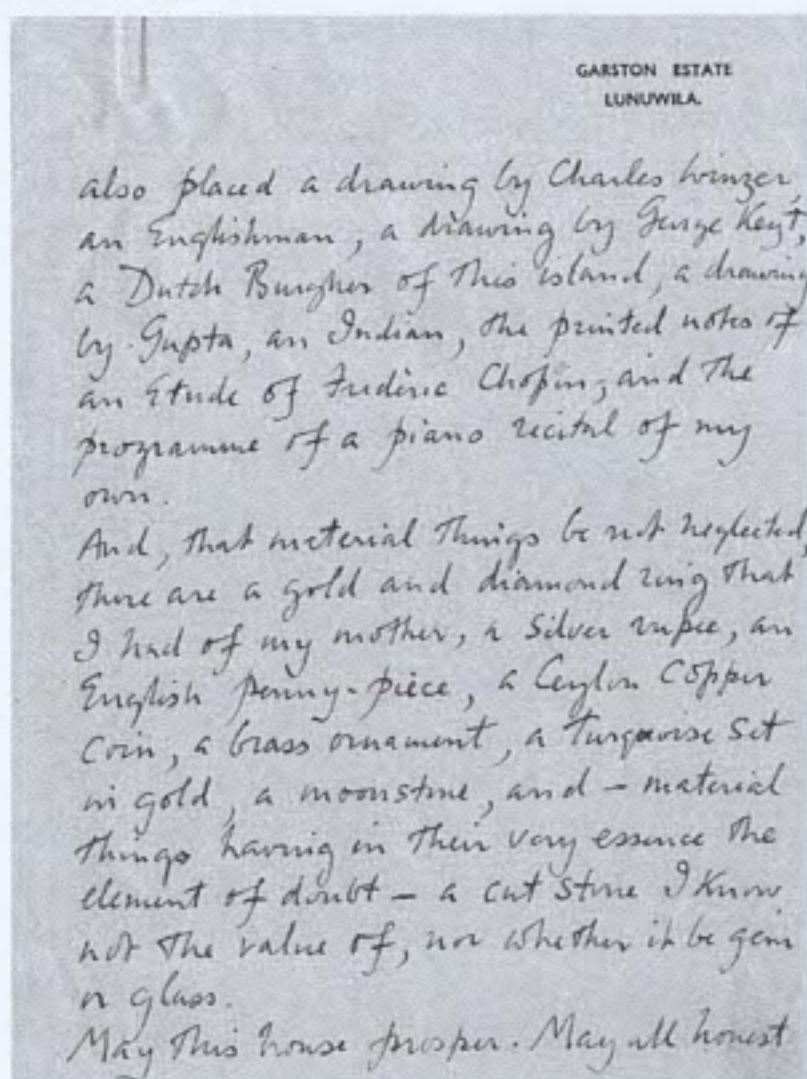 GARSTON ESTATE
LUNUWILA.
also placed a drawing by Charles Winzer,
an Englishman, a drawing by George Keyt,
a Dutch Burgher of this island, a drawing
by Gupta, an Indian, the printed notes of
an Etude of Frédéric Chopin, and the
programme of a piano recital of my
own.
And, that material things be not neglected,
there are a gold and diamond ring that
I had of my mother, a Silver rupee, an
English penny-piece, a Ceylon Copper
Coin, a brass ornament, a turquoise set
in gold, a moonstone, and – material
things having in their very essence the
element of doubt – a cut stone I know
not the value of, nor whether it be gem
or glass.
May this house prosper. May all honest